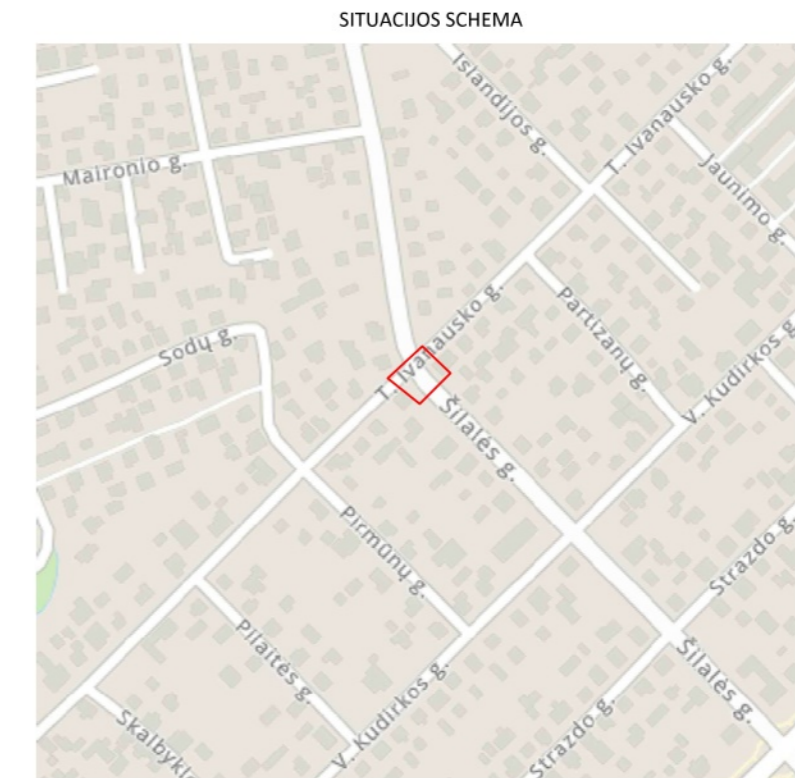 SITUACIJOS SCHEMA
Islandijos g.
T. Ivanausko g.
Jaunimo g.
Maironio g.
Partizanų g.
V. Kudirkos g.
Sodų g.
T. Ivanausko g.
Šilalės g.
Pirmūnų g.
Strazdo g.
Pilaitės g.
V. Kudirkos g.
Šilalės g.
Strazdo g.